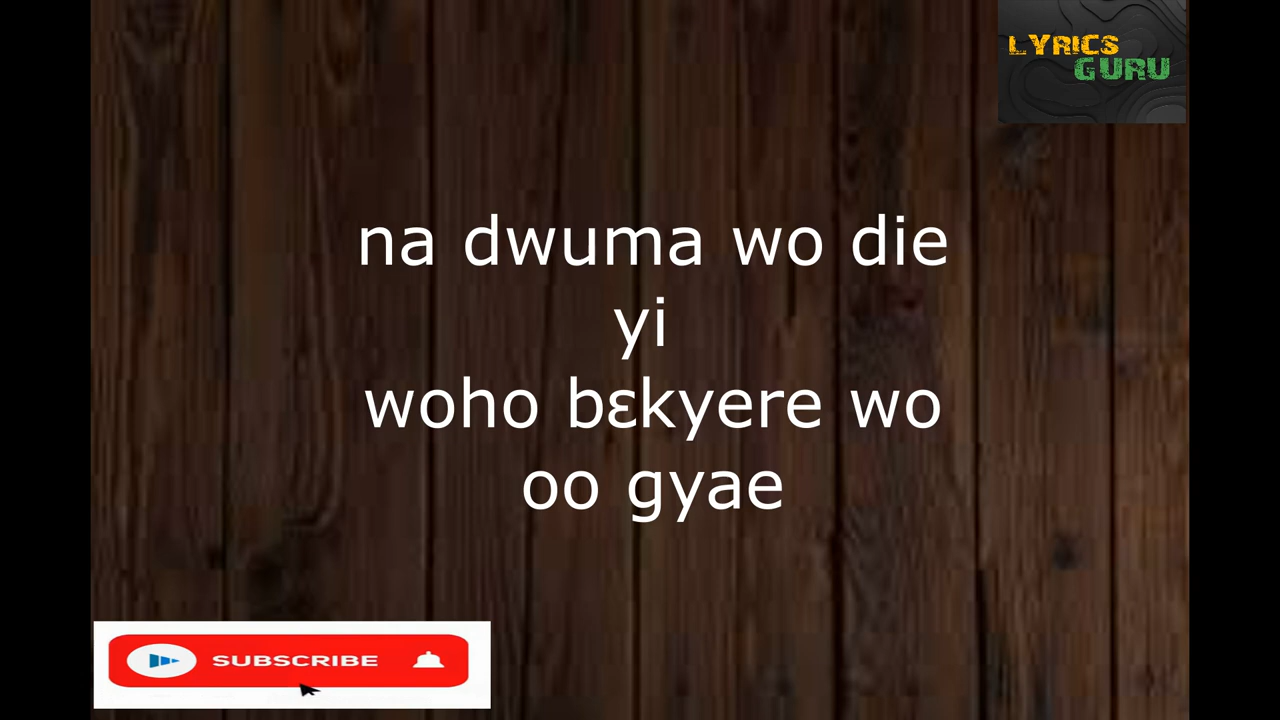 LYRICS
GURU
na dwuma wo die
yi
woho bɛkyere wo
oo gyae
SUBSCRIBE